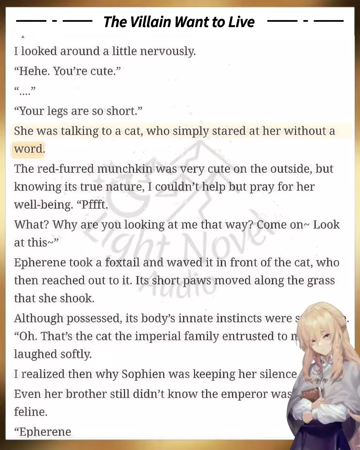 The Villain Want to Live
I looked around a little nervously.
“Hehe. You’re cute.”
“....”
“Your legs are so short.”
She was talking to a cat, who simply stared at her without a
word.
The red-furred munchkin was very cute on the outside, but
knowing its true nature, I couldn’t help but pray for her
well-being. “Pffft.
What? Why are you looking at me that way? Come on~ Look
at this~”
Epherene took a foxtail and waved it in front of the cat, who
then reached out to it. Its short paws moved along the grass
that she shook.
Although possessed, its body’s innate instincts were
“Oh. That’s the cat the imperial family entrusted to
laughed softly.
I realized then why Sophien was keeping her silence
Even her brother still didn’t know the emperor was
feline.
“Epherene
Light Novel
Audio